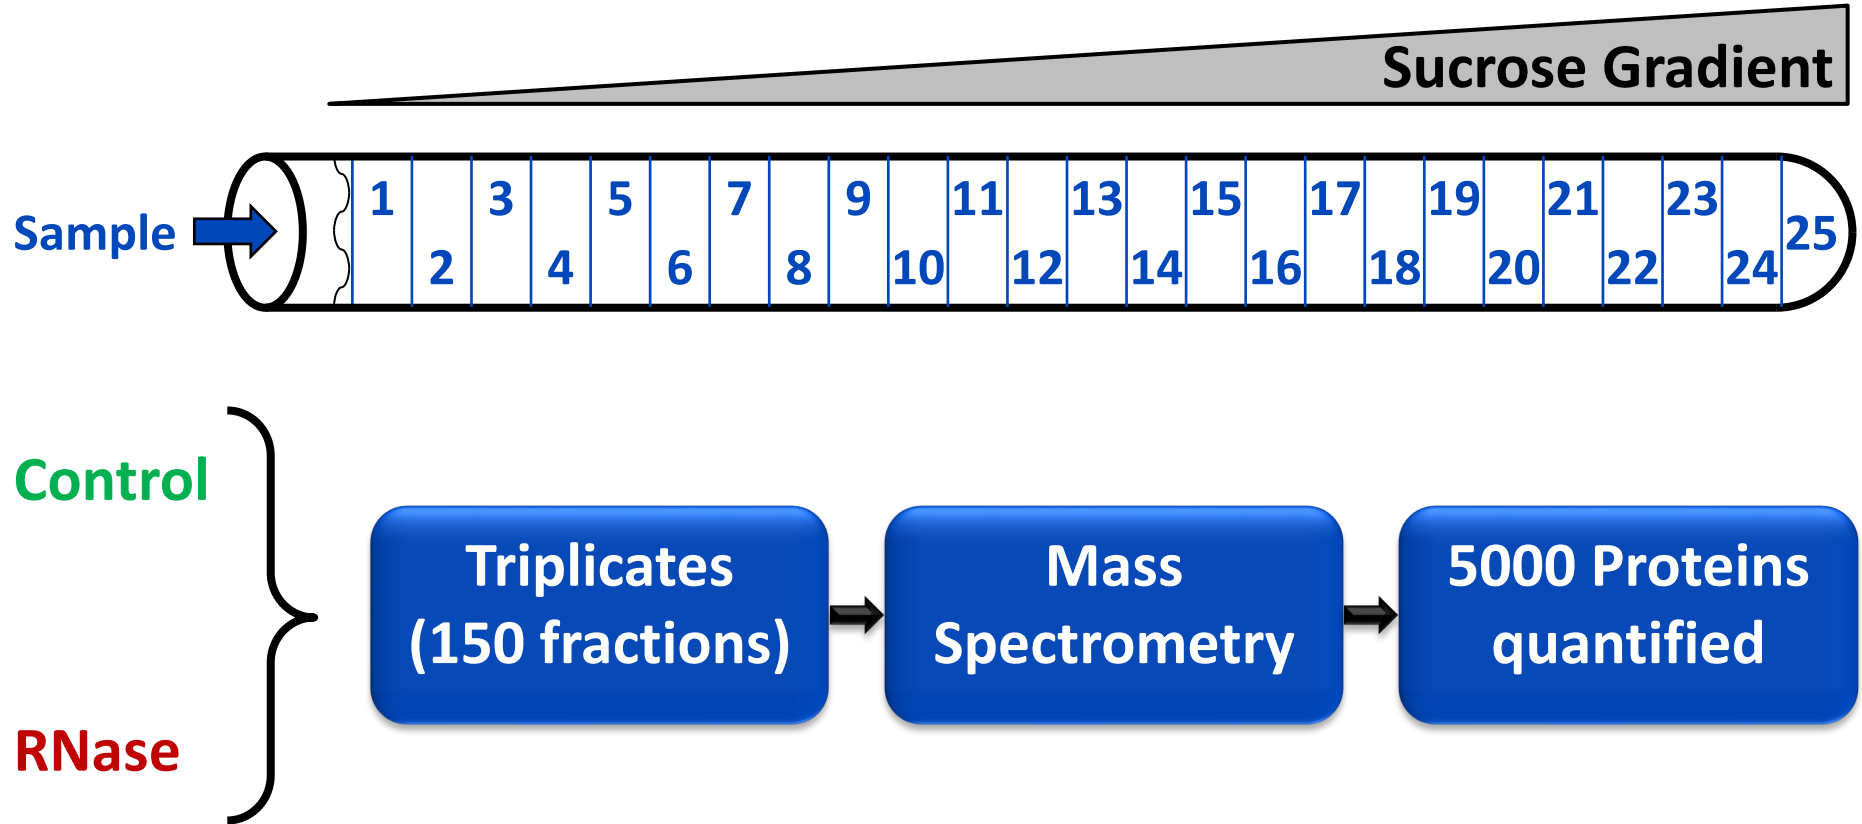 Sucrose Gradient
Sample
1
2
3
4
5
6
7
8
9
10
11
12
13
14
15
16
17
18
19
20
21
22
23
24
25
Control
RNase
Triplicates
(150 fractions)
Mass
Spectrometry
5000 Proteins
quantified